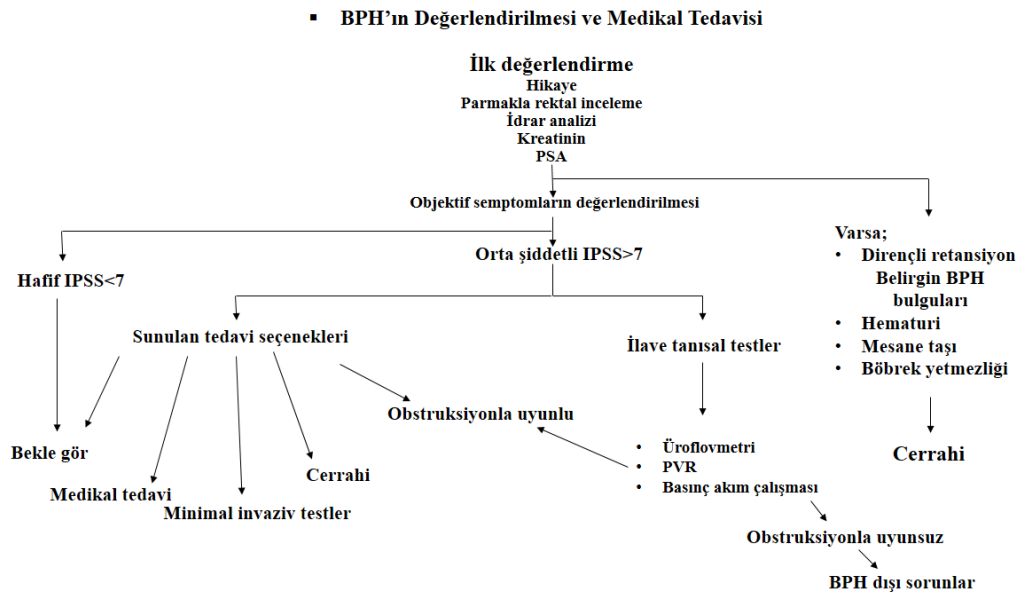 ▪ BPH’ın Değerlendirilmesi ve Medikal Tedavisi
İlk değerlendirme
Hikaye
Parmakla rektal inceleme
İdrar analizi
Kreatinin
PSA
Objektif semptomların değerlendirilmesi
Hafif IPSS<7
Orta şiddetli IPSS>7
Varsa;
• Dirençli retansiyon
Belirgin BPH
bulguları
• Hematuri
• Mesane taşı
• Böbrek yetmezliği
Sunulan tedavi seçenekleri
İlave tanısal testler
Obstruksiyonla uyunlu
Bekle gör
Medikal tedavi
Minimal invaziv testler
Cerrahi
• Üroflovmetri
• PVR
• Basınç akım çalışması
Cerrahi
Obstruksiyonla uyunsuz
BPH dışı sorunlar